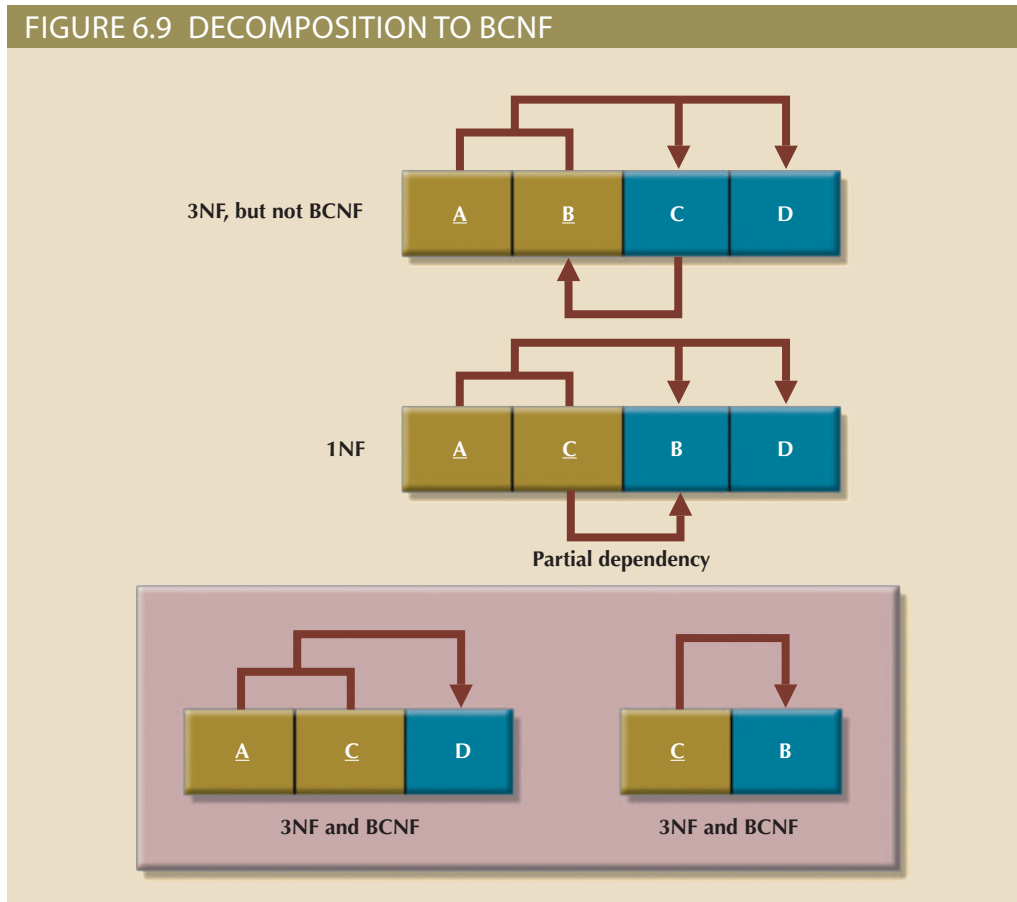 FIGURE 6.9 DECOMPOSITION TO BCNF
3NF, but not BCNF
A B C D
1NF
A C B D
Partial dependency
A C D
C B
3NF and BCNF
3NF and BCNF